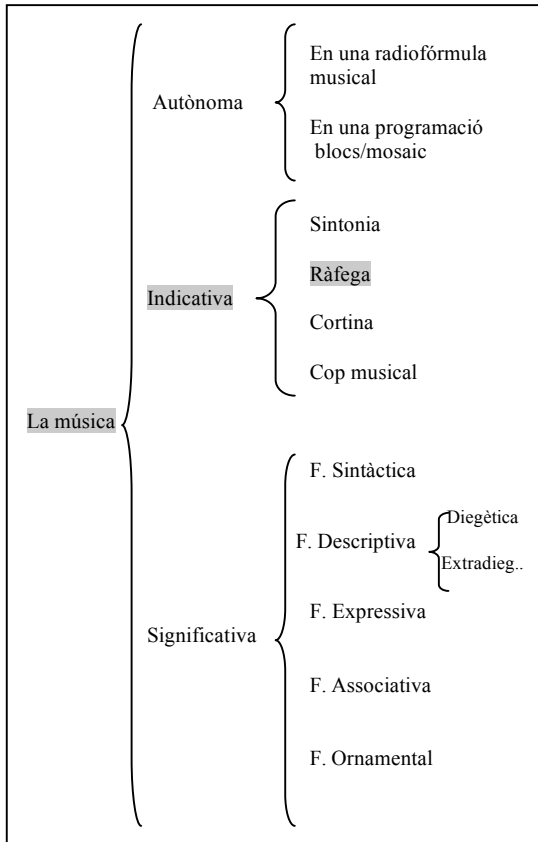 La música
Autònoma
En una radiofórmula
musical
En una programació
blocs/mosaic
Indicativa
Sintonia
Ràfega
Cortina
Cop musical
Significativa
F. Sintàctica
F. Descriptiva
Diegètica
Extradieg..
F. Expressiva
F. Associativa
F. Ornamental